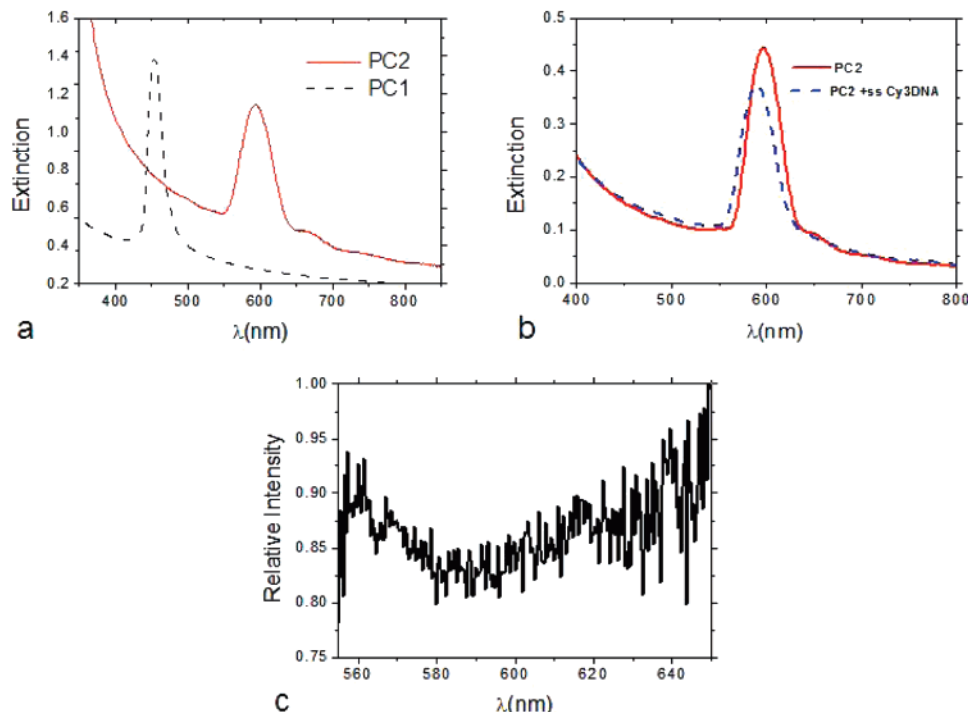 1.6
1.4
1.2
1.0
0.8
0.6
0.4
0.2
Extinction
PC2
PC1
400 500 600 700 800
λ(nm)
a
0.5
0.4
0.3
0.2
0.1
0.0
Extinction
PC2
PC2 +ss Cy3DNA
400 500 600 700 800
λ(nm)
b
1.00
0.95
0.90
0.85
0.80
0.75
Relative Intensity
560 580 600 620 640
λ(nm)
c